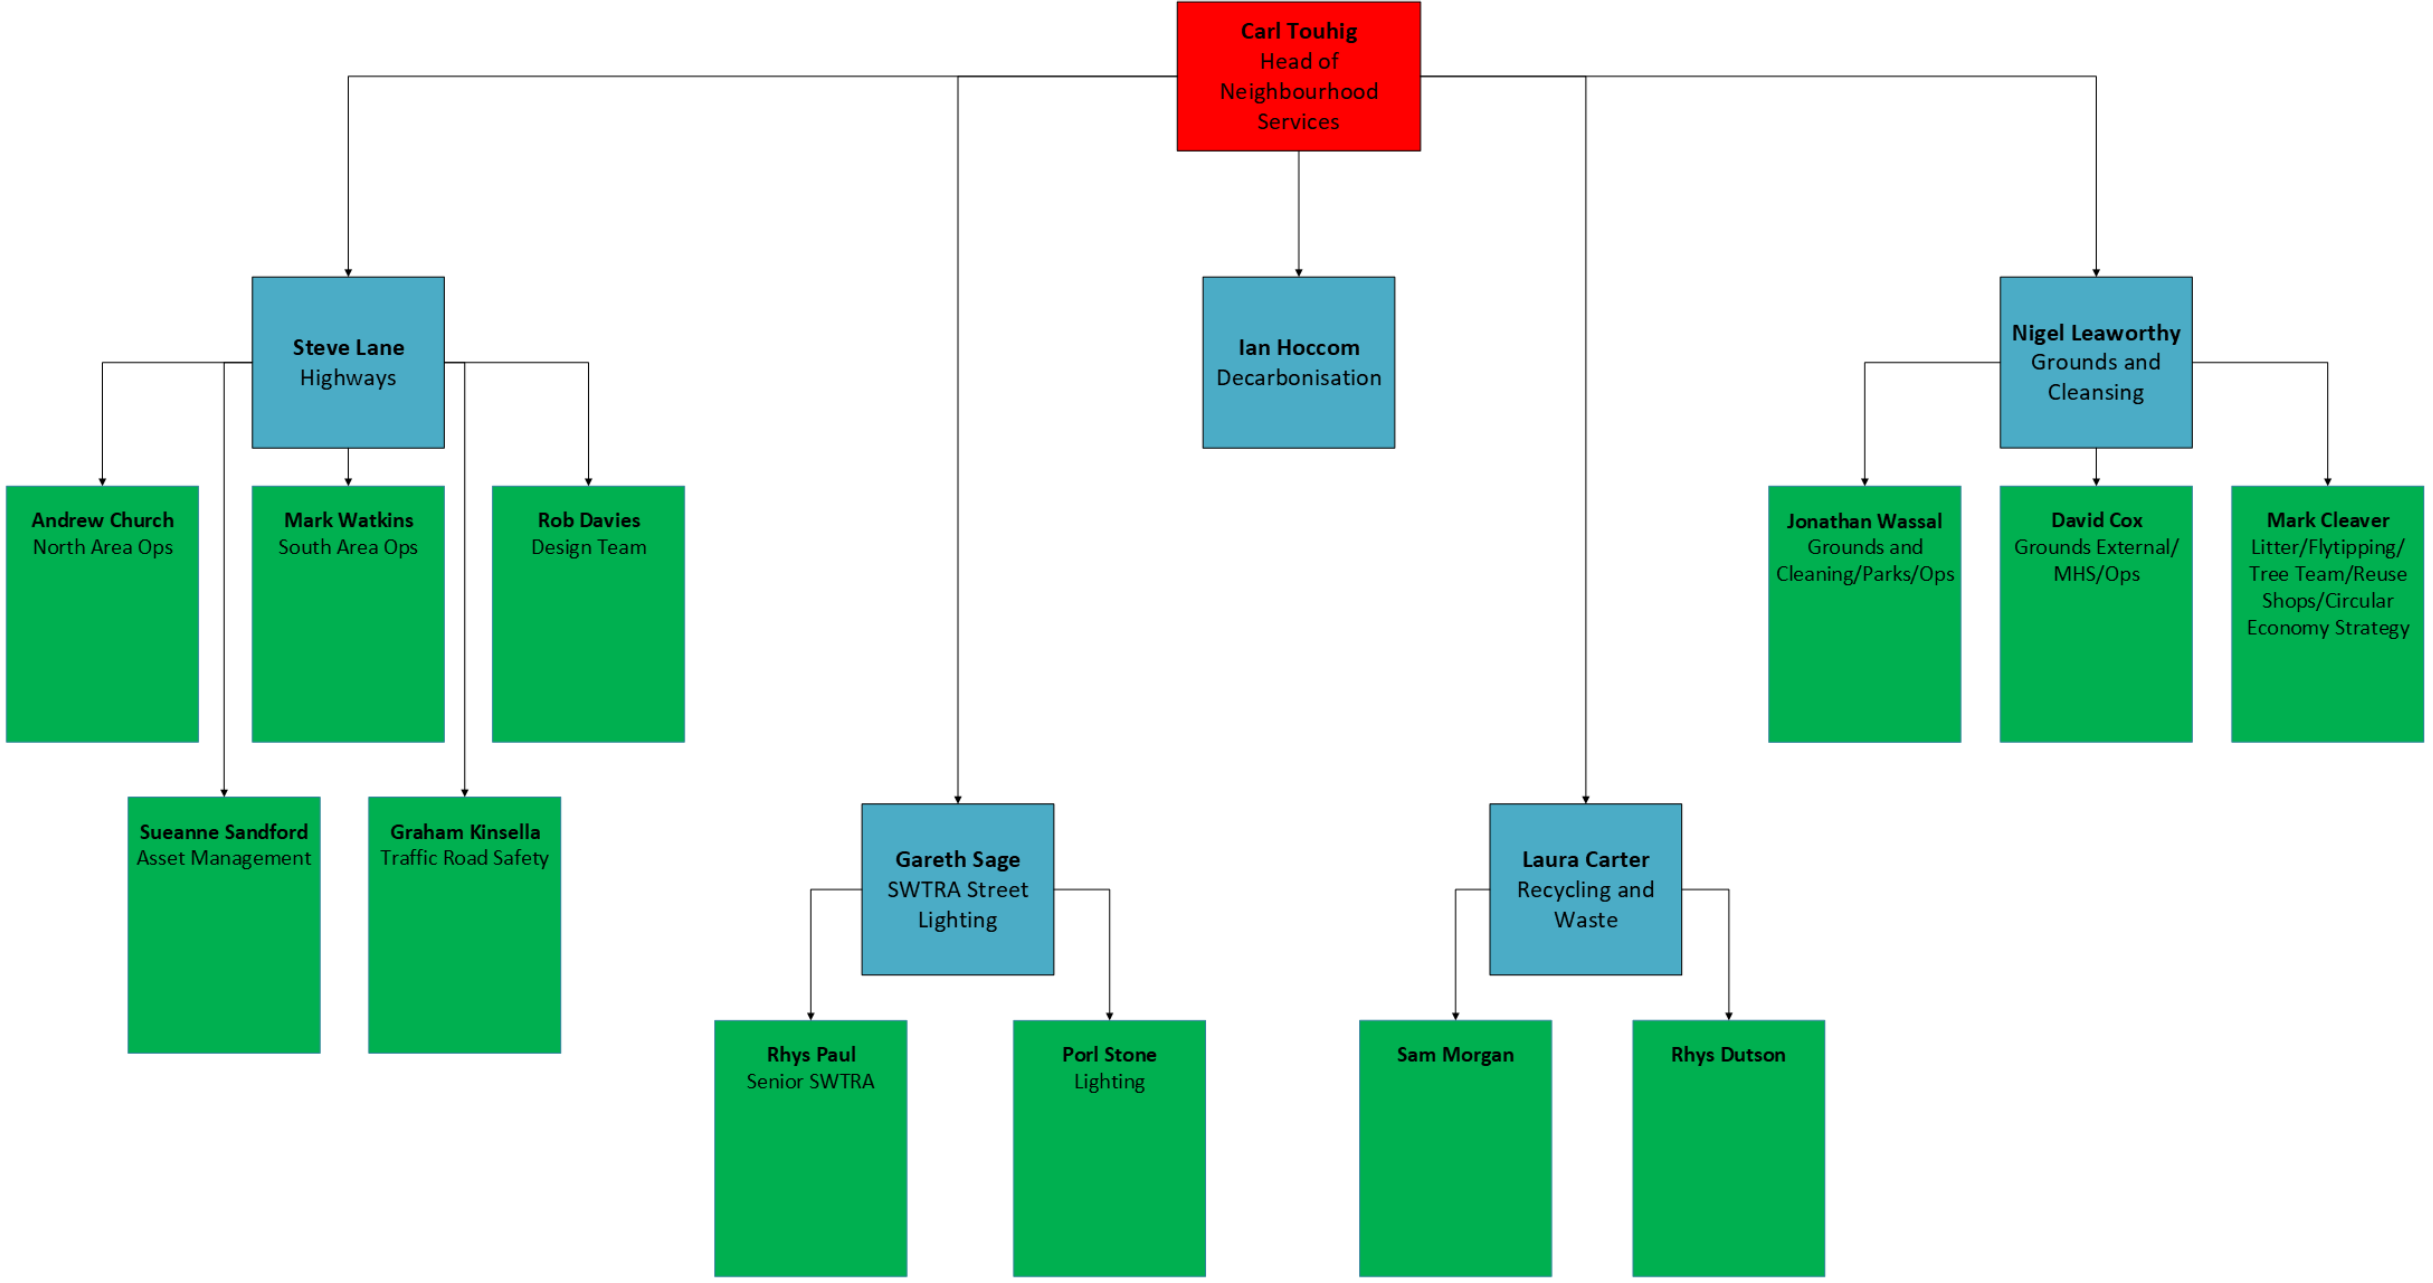 Carl Touhig
Head of
Neighbourhood
Services
Steve Lane
Highways
Ian Hoccom
Decarbonisation
Nigel Leaworthy
Grounds and
Cleansing
Andrew Church
North Area Ops
Mark Watkins
South Area Ops
Rob Davies
Design Team
Jonathan Wassal
Grounds and
Cleaning/Parks/Ops
David Cox
Grounds External/
MHS/Ops
Mark Cleaver
Litter/Flytipping/
Tree Team/Reuse
Shops/Circular
Economy Strategy
Sueanne Sandford
Asset Management
Graham Kinsella
Traffic Road Safety
Gareth Sage
SWTRA Street
Lighting
Laura Carter
Recycling and
Waste
Rhys Paul
Senior SWTRA
Porl Stone
Lighting
Sam Morgan
Rhys Dutson